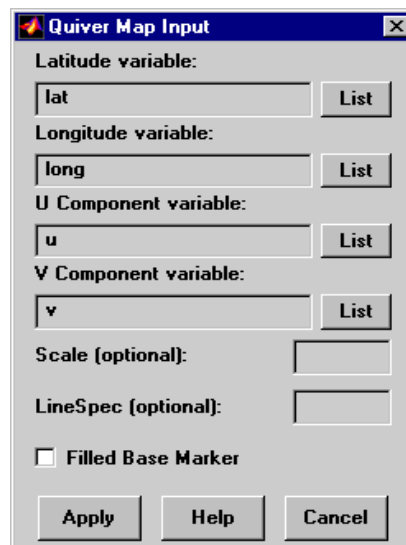 Quiver Map Input
Latitude variable:
lat List
Longitude variable:
long List
U Component variable:
u List
V Component variable:
v List
Scale (optional):
LineSpec (optional):
Filled Base Marker
Apply Help Cancel